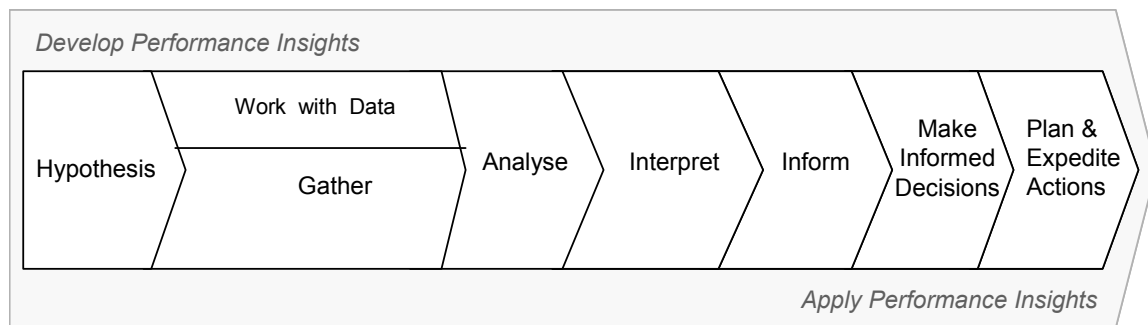 Develop Performance Insights
Hypothesis
Work with Data
Gather
Analyse
Interpret
Inform
Make
Informed
Decisions
Plan &
Expedite
Actions
Apply Performance Insights